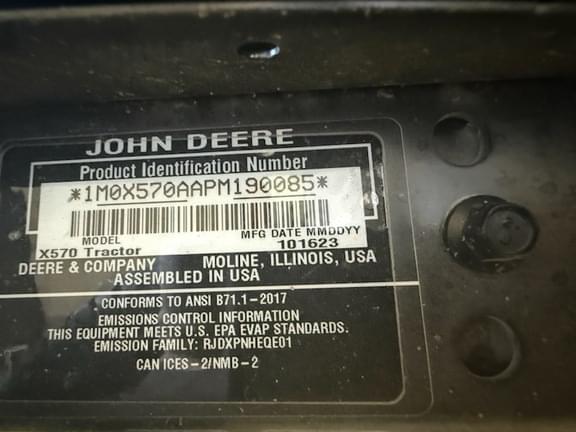 JOHN DEERE
Product Identification Number
*1M0X570AAPM190085*
MODEL MFG DATE MMDDYY
X570 Tractor 101623
DEERE & COMPANY MOLINE, ILLINOIS, USA
ASSEMBLED IN USA
CONFORMS TO ANSI B71.1-2017
EMISSIONS CONTROL INFORMATION
THIS EQUIPMENT MEETS U.S. EPA EVAP STANDARDS.
EMISSION FAMILY: RJDXPNHEQE01
CAN ICES-2/NMB-2